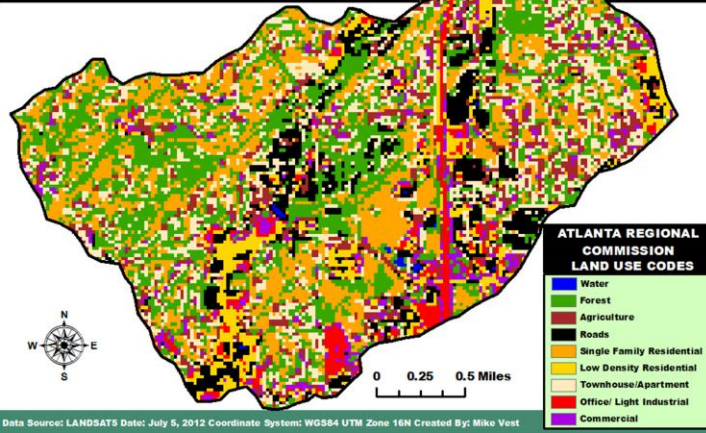 ATLANTA REGIONAL
COMMISSION
LAND USE CODES
Water
Forest
Agriculture
Roads
Single Family Residential
Low Density Residential
Townhouse/Apartment
Office/ Light Industrial
Commercial
N
W E
S
0 0.25 0.5 Miles
Data Source: LANDSAT5 Date: July 5, 2012 Coordinate System: WGS84 UTM Zone 16N Created By: Mike Vest